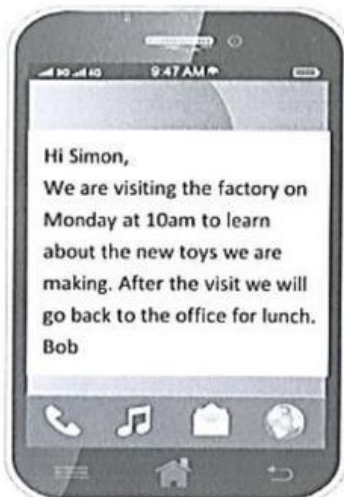 9:47 AM
Hi Simon,
We are visiting the factory on
Monday at 10am to learn
about the new toys we are
making. After the visit we will
go back to the office for lunch.
Bob